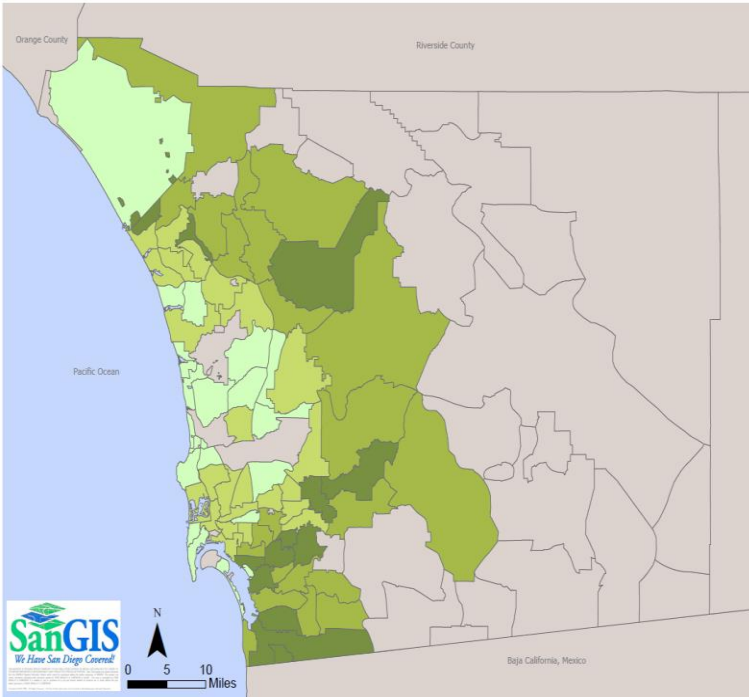 Orange County
Riverside County
Pacific Ocean
SanGIS
We Have San Diego Covered!
N
0 5 10
Miles
Baja California, Mexico